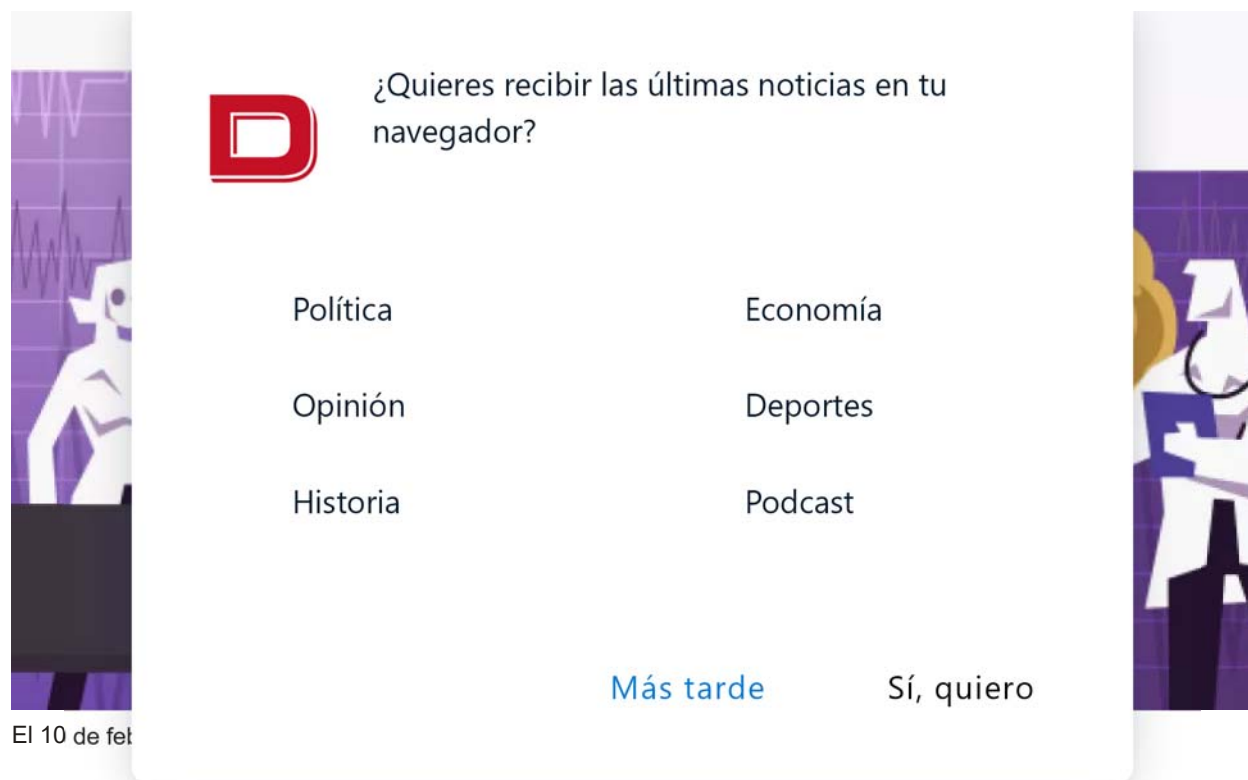 ¿Quieres recibir las últimas noticias en tu
navegador?
Política
Economía
Opinión
Deportes
Historia
Podcast
Más tarde
Sí, quiero
El 10 de feb